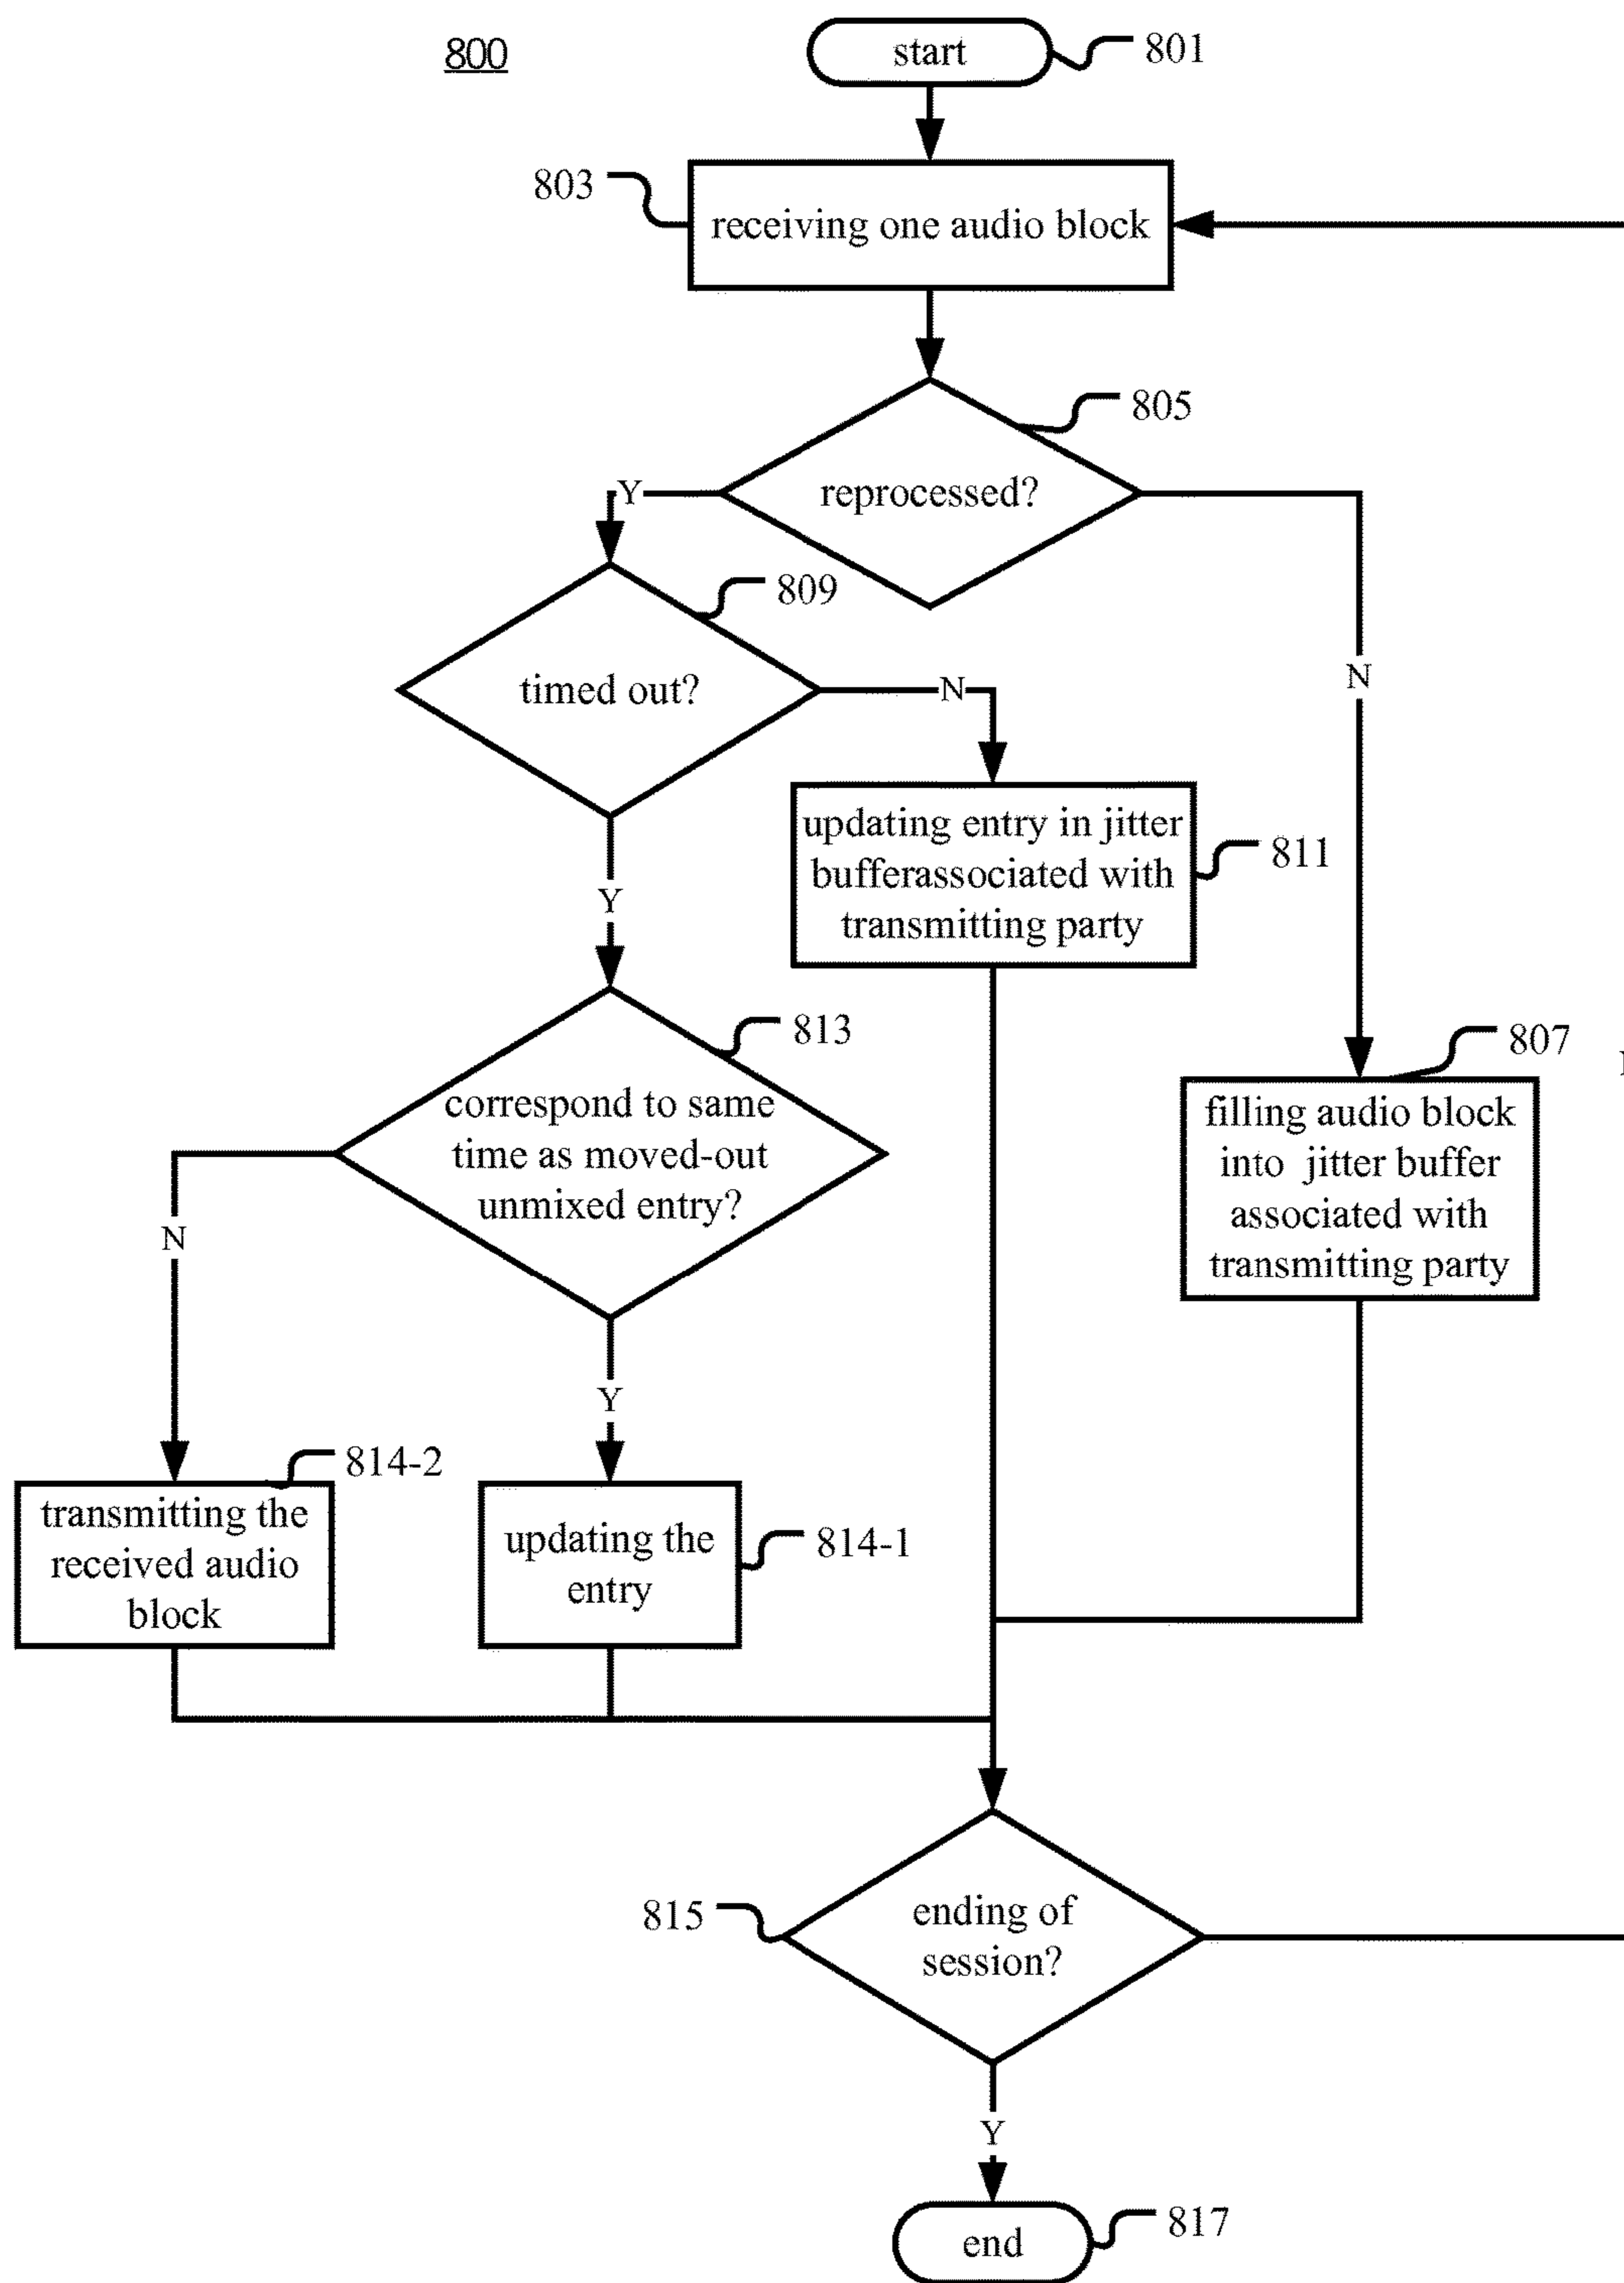 800
start
801
803
receiving one audio block
805
reprocessed?
Y
809
timed out?
N
N
updating entry in jitter
bufferassociated with
transmitting party
811
Y
813
807
correspond to same
time as moved-out
unmixed entry?
filling audio block
into jitter buffer
associated with
transmitting party
N
Y
814-2
transmitting the
received audio
block
updating the
entry
814-1
815
ending of
session?
Y
end
817